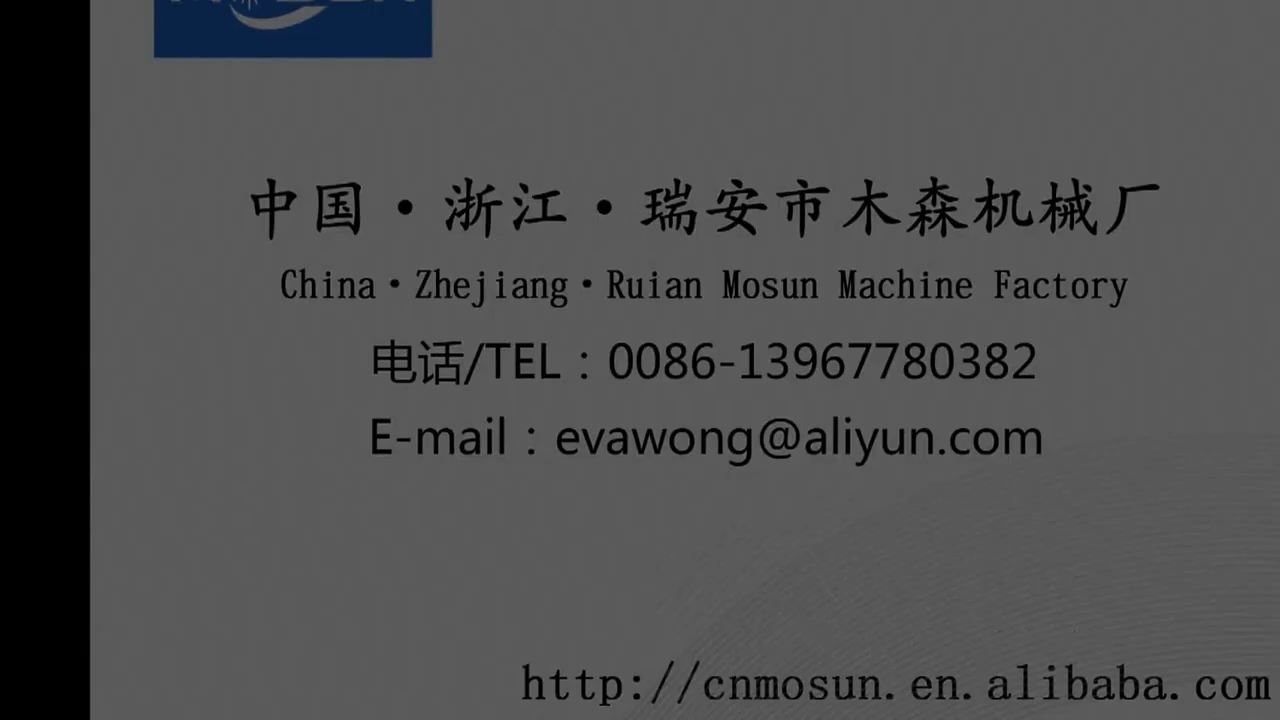 中国·浙江·瑞安市木森机械厂
China·Zhejiang·Ruian Mosun Machine Factory
电话/TEL：0086-13967780382
E-mail：evawong@aliyun.com
http://cnmosun.en.alibaba.com